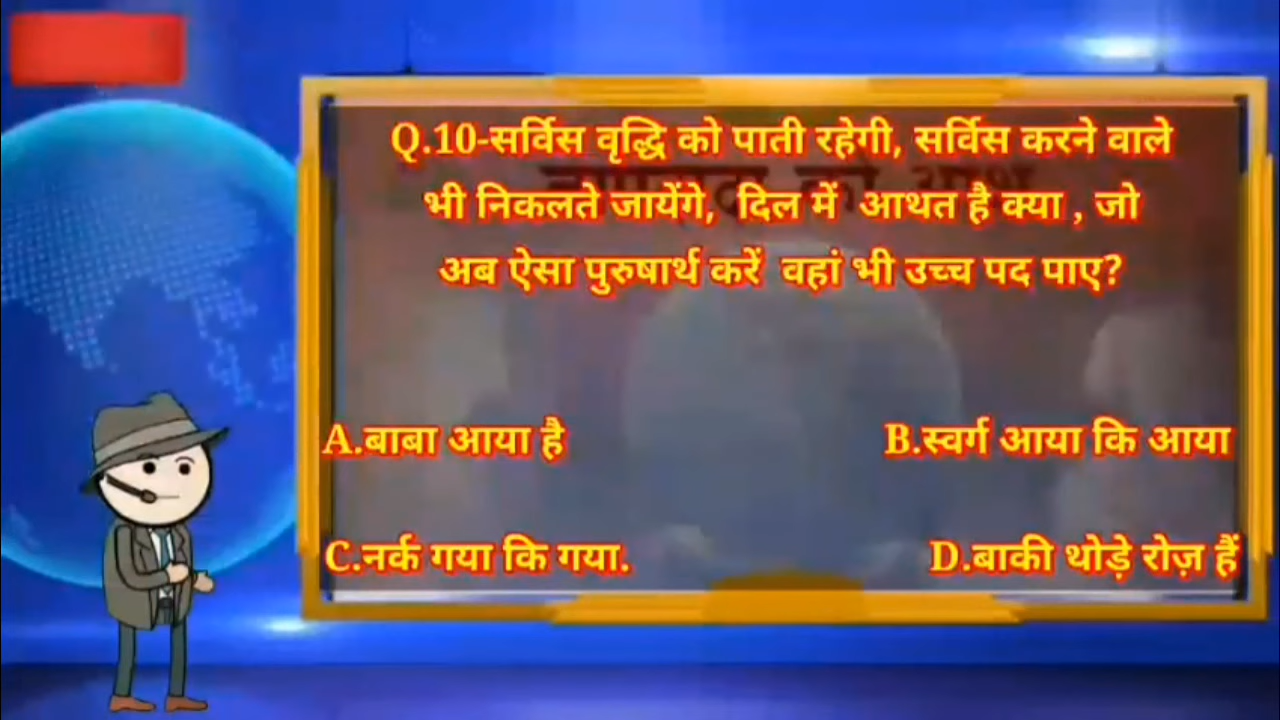 Q.10-सर्विस वृद्धि को पाती रहेगी, सर्विस करने वाले
भी निकलते जायेंगे, दिल में आथत है क्या , जो
अब ऐसा पुरुषार्थ करें वहां भी उच्च पद पाए?
A.बाबा आया है
B.स्वर्ग आया कि आया
C.नर्क गया कि गया.
D.बाकी थोड़े रोज़ हैं